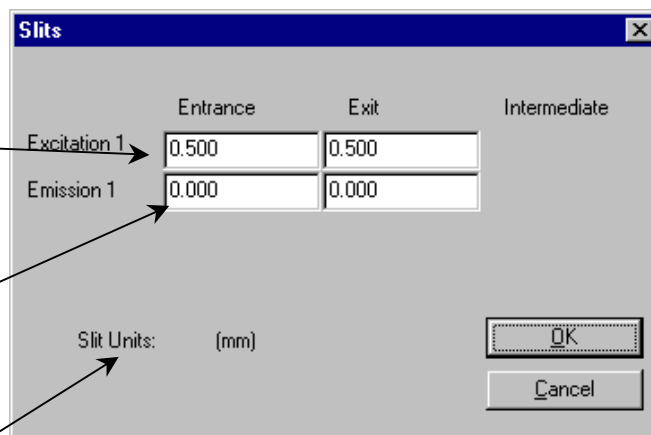 Slits
Entrance Exit Intermediate
Excitation 1 0.500 0.500
Emission 1 0.000 0.000
Slit Units: (mm) OK
Cancel